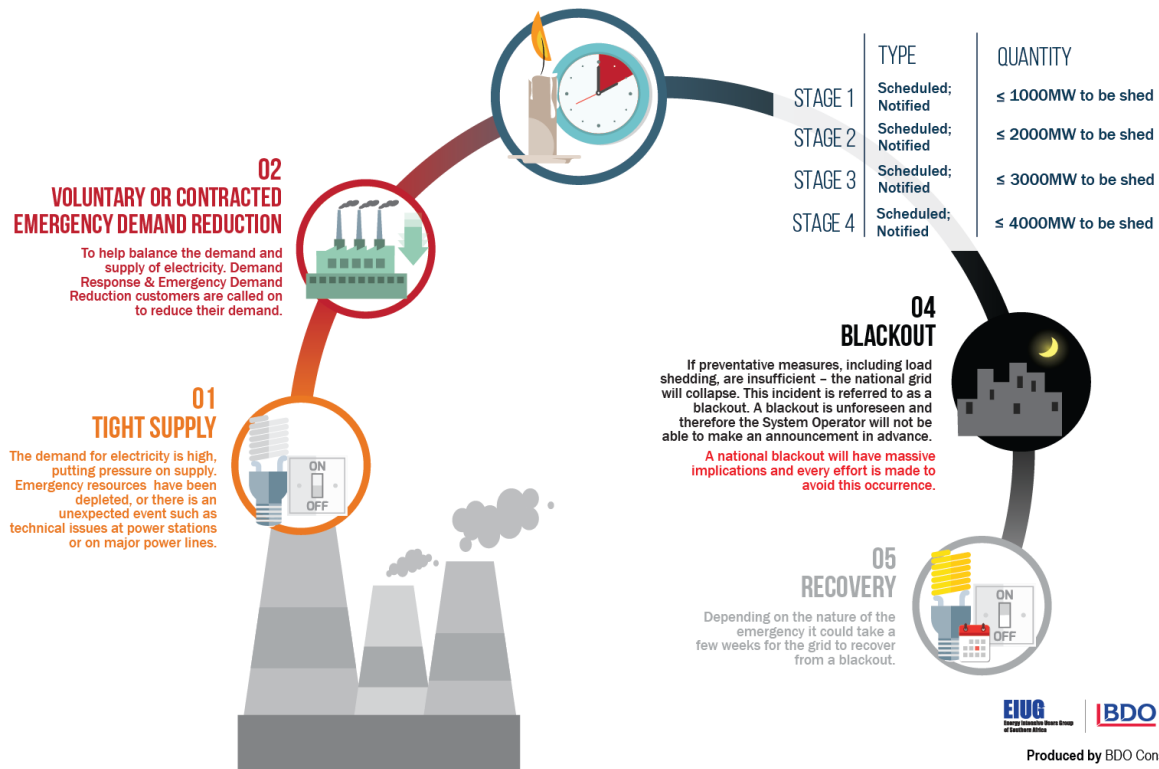 TYPE
QUANTITY
STAGE 1
Scheduled;
Notified
≤ 1000MW to be shed
STAGE 2
Scheduled;
Notified
≤ 2000MW to be shed
STAGE 3
Scheduled;
Notified
≤ 3000MW to be shed
STAGE 4
Scheduled;
Notified
≤ 4000MW to be shed
02
VOLUNTARY OR CONTRACTED
EMERGENCY DEMAND REDUCTION
To help balance the demand and
supply of electricity. Demand
Response & Emergency Demand
Reduction customers are called on
to reduce their demand.
01
TIGHT SUPPLY
The demand for electricity is high,
putting pressure on supply.
Emergency resources have been
depleted, or there is an
unexpected event such as
technical issues at power stations
or on major power lines.
ON
OFF
04
BLACKOUT
If preventative measures, including load
shedding, are insufficient – the national grid
will collapse. This incident is referred to as a
blackout. A blackout is unforeseen and
therefore the System Operator will not be
able to make an announcement in advance.
A national blackout will have massive
implications and every effort is made to
avoid this occurrence.
05
RECOVERY
Depending on the nature of the
emergency it could take a
few weeks for the grid to recover
from a blackout.
ON
OFF
EIUG
Energy Intensive Users Group
of Southern Africa
BDO
Produced by BDO Con